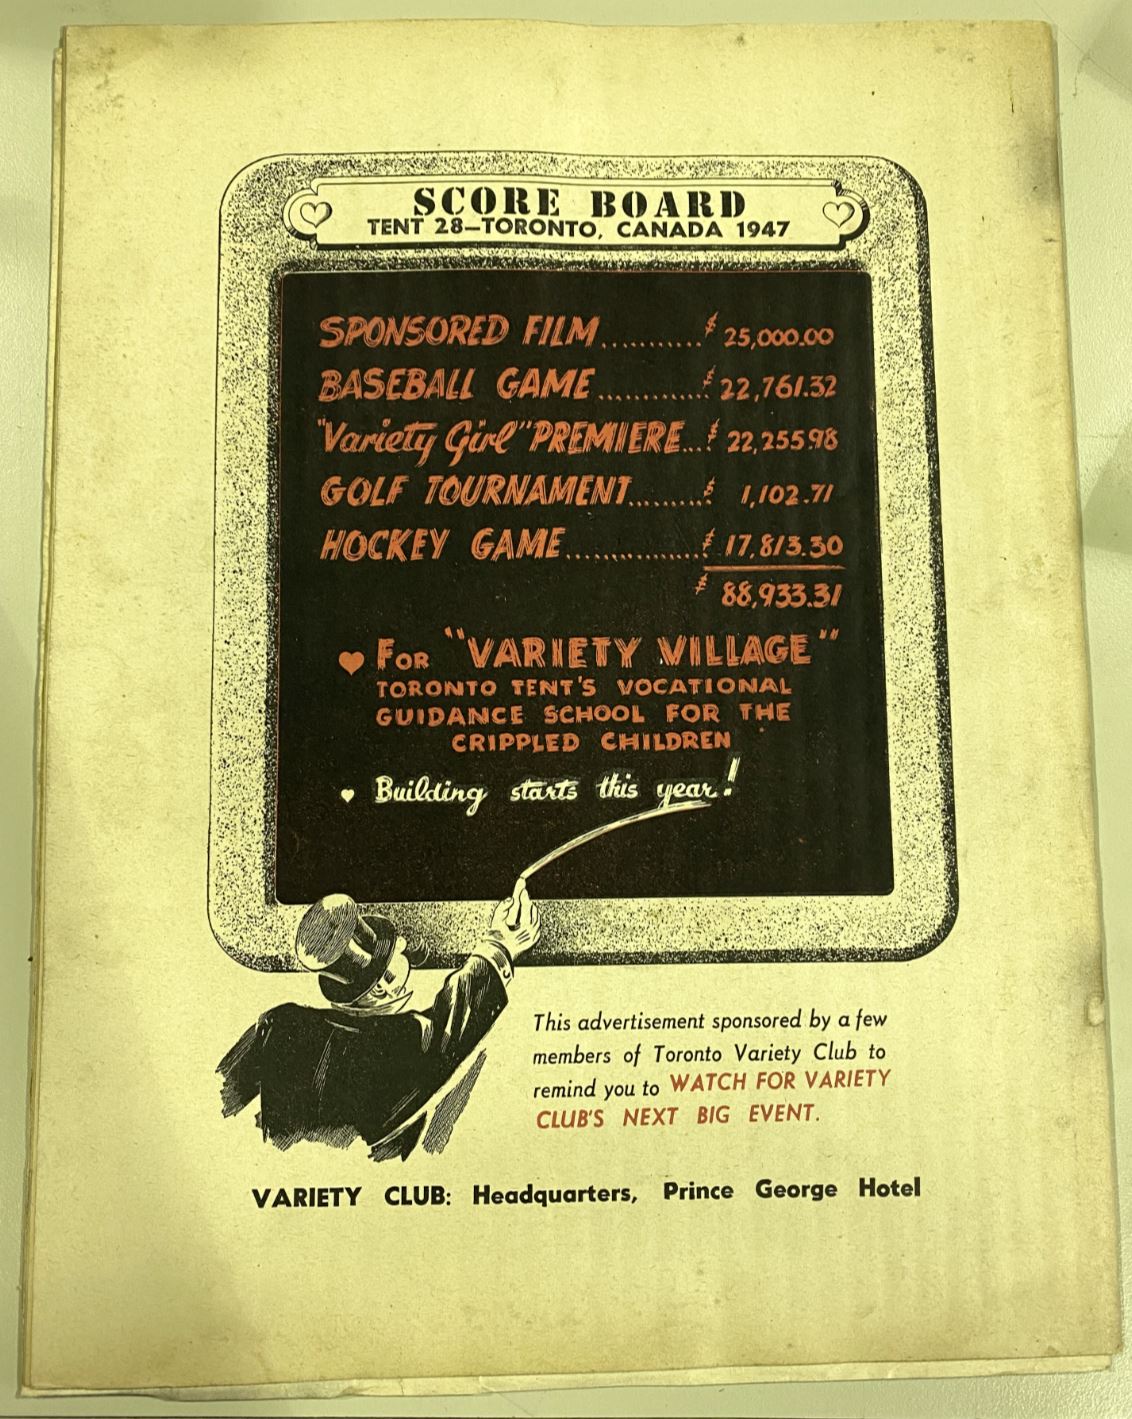 SCORE BOARD
TENT 28—TORONTO, CANADA 1947
SPONSORED FILM........... $ 25,000.00
BASEBALL GAME............ $ 22,761.32
"Variety Girl" PREMIERE... $ 22,255.98
GOLF TOURNAMENT......... $ 1,102.71
HOCKEY GAME................ $ 17,813.30
$ 88,933.31
♥ FOR "VARIETY VILLAGE"
TORONTO TENT'S VOCATIONAL
GUIDANCE SCHOOL FOR THE
CRIPPLED CHILDREN
♥ Building starts this year!
This advertisement sponsored by a few
members of Toronto Variety Club to
remind you to WATCH FOR VARIETY
CLUB'S NEXT BIG EVENT.
VARIETY CLUB: Headquarters, Prince George Hotel